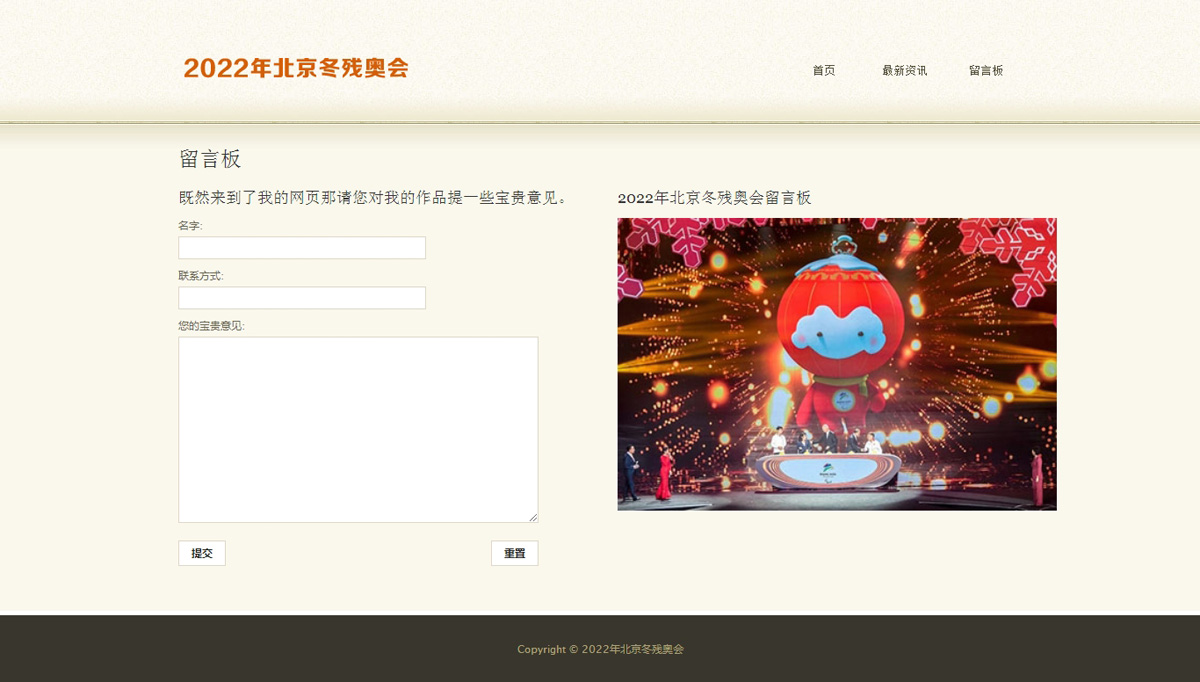 2022年北京冬残奥会
首页 最新资讯 留言板
留言板
既然来到了我的网页那请您对我的作品提一些宝贵意见。
2022年北京冬残奥会留言板
名字:
联系方式:
您的宝贵意见:
提交 重置
Copyright © 2022年北京冬残奥会